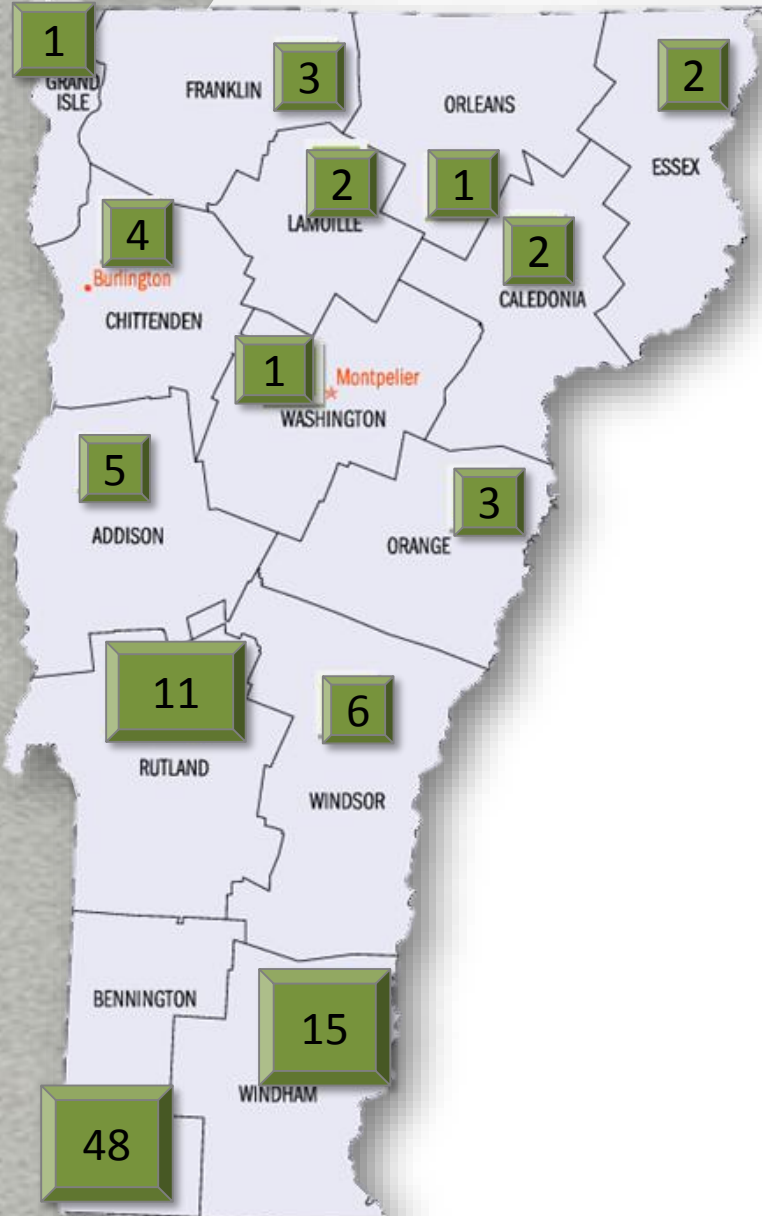 1
GRAND
ISLE
FRANKLIN
3
ORLEANS
2
ESSEX
2
LAMOILLE
1
4
Burlington
CHITTENDEN
2
CALEDONIA
1
Montpelier
WASHINGTON
5
ADDISON
3
ORANGE
11
RUTLAND
6
WINDSOR
BENNINGTON
15
WINDHAM
48